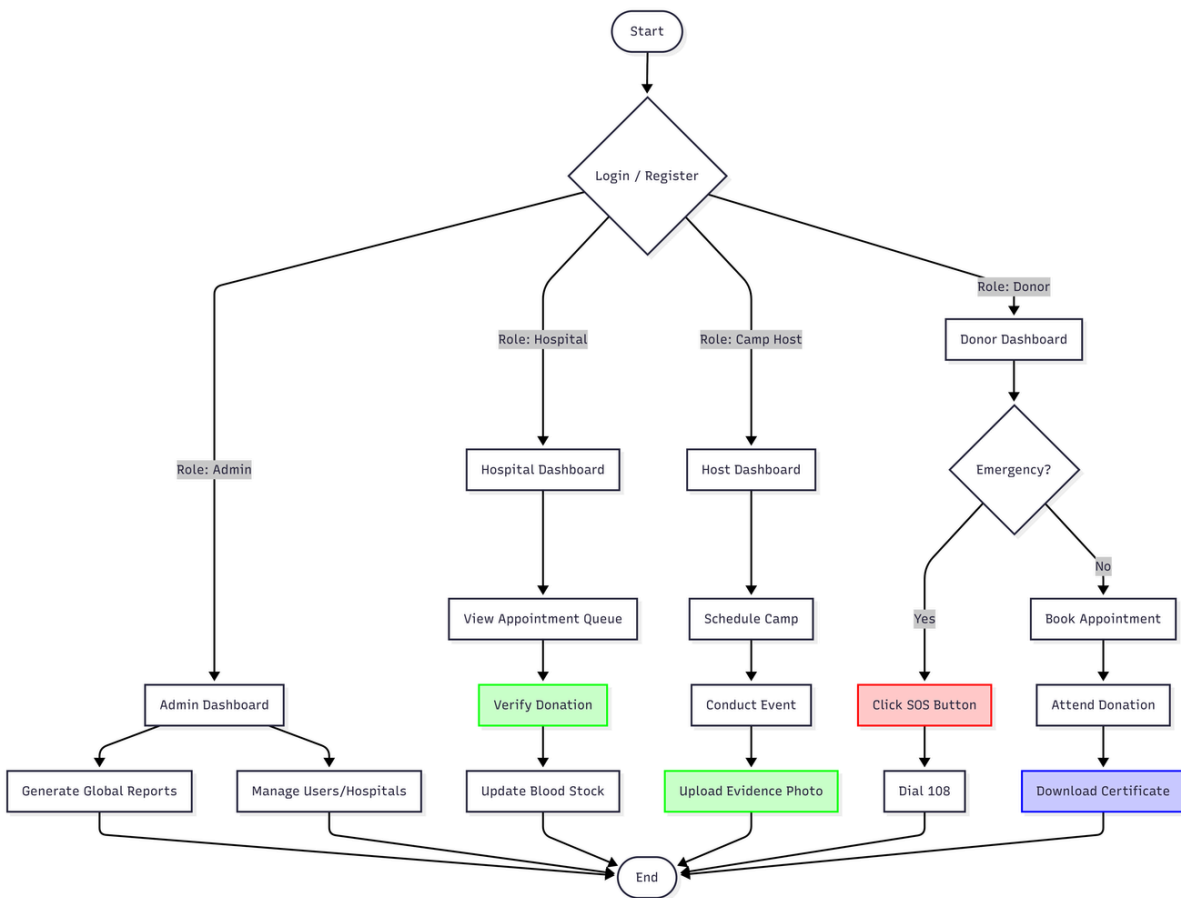 Start
Login / Register
Role: Donor
Role: Hospital
Role: Camp Host
Donor Dashboard
Role: Admin
Hospital Dashboard
Host Dashboard
Emergency?
No
View Appointment Queue
Schedule Camp
Yes
Book Appointment
Admin Dashboard
Verify Donation
Conduct Event
Click SOS Button
Attend Donation
Generate Global Reports
Manage Users/Hospitals
Update Blood Stock
Upload Evidence Photo
Dial 108
Download Certificate
End